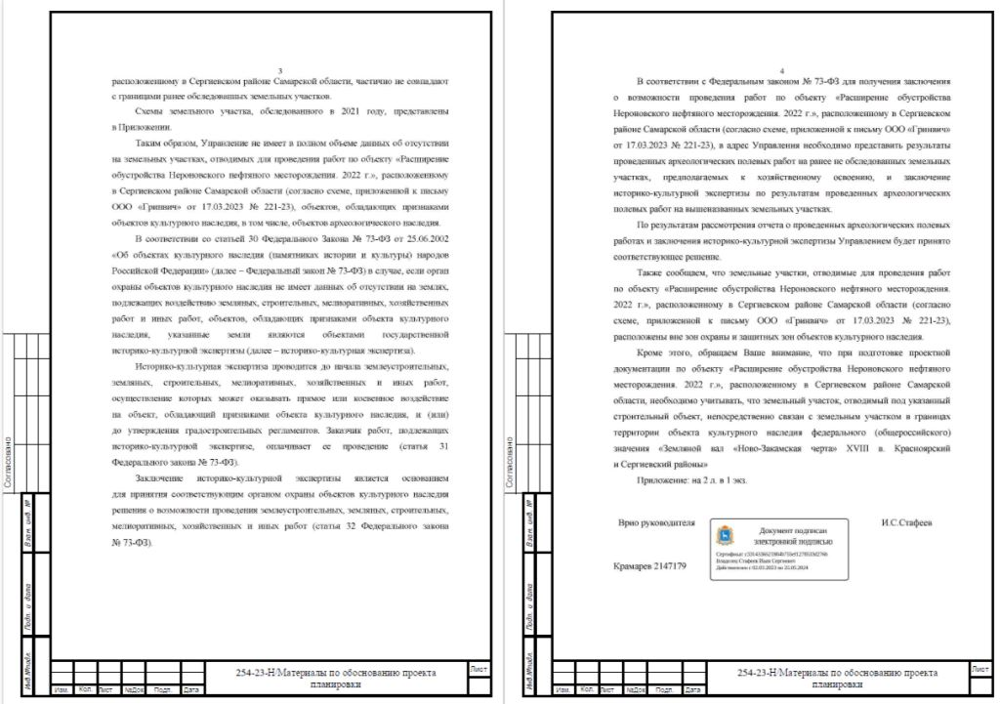 3
расположенному в Сергиевском районе Самарской области, частично не совпадают
с границами ранее обследованных земельных участков.
Схемы земельного участка, обследованного в 2021 году, представлены
в Приложении.
Таким образом, Управление не имеет в полном объеме данных об отсутствии
на земельных участках, отводимых для проведения работ по объекту «Расширение
обустройства Нероновского нефтяного месторождения. 2022 г.», расположенному
в Сергиевском районе Самарской области (согласно схеме, приложенной к письму
ООО «Гринвич» от 17.03.2023 № 221-23), объектов, обладающих признаками
объектов культурного наследия, в том числе, объектов археологического наследия.
В соответствии со статьей 30 Федерального Закона № 73-ФЗ от 25.06.2002
«Об объектах культурного наследия (памятниках истории и культуры) народов
Российской Федерации» (далее – Федеральный закон № 73-ФЗ) в случае, если орган
охраны объектов культурного наследия не имеет данных об отсутствии на землях,
подлежащих воздействию земляных, строительных, мелиоративных, хозяйственных
работ и иных работ, объектов, обладающих признаками объекта культурного
наследия, указанные земли являются объектами государственной
историко-культурной экспертизы (далее – историко-культурная экспертиза).
Историко-культурная экспертиза проводится до начала землеустроительных,
земляных, строительных, мелиоративных, хозяйственных и иных работ,
осуществление которых может оказывать прямое или косвенное воздействие
на объект, обладающий признаками объекта культурного наследия, и (или)
до утверждения градостроительных регламентов. Заказчик работ, подлежащих
историко-культурной экспертизе, оплачивает ее проведение (статья 31
Федерального закона № 73-ФЗ).
Заключение историко-культурной экспертизы является основанием
для принятия соответствующим органом охраны объектов культурного наследия
решения о возможности проведения землеустроительных, земляных, строительных,
мелиоративных, хозяйственных и иных работ (статья 32 Федерального закона
№ 73-ФЗ).
Согласовано
Взам. инв. №
Подп. и дата
Инв.№подл.
Изм. Кол. Лист №Док Подп. Дата
254-23-Н/Материалы по обоснованию проекта
планировки
Лист
4
В соответствии с Федеральным законом № 73-ФЗ для получения заключения
о возможности проведения работ по объекту «Расширение обустройства
Нероновского нефтяного месторождения. 2022 г.», расположенному в Сергиевском
районе Самарской области (согласно схеме, приложенной к письму ООО «Гринвич»
от 17.03.2023 № 221-23), в адрес Управления необходимо представить результаты
проведенных археологических полевых работ на ранее не обследованных земельных
участках, предполагаемых к хозяйственному освоению, и заключение
историко-культурной экспертизы по результатам проведенных археологических
полевых работ на вышеназванных земельных участках.
По результатам рассмотрения отчета о проведенных археологических полевых
работах и заключения историко-культурной экспертизы Управлением будет принято
соответствующее решение.
Также сообщаем, что земельные участки, отводимые для проведения работ
по объекту «Расширение обустройства Нероновского нефтяного месторождения.
2022 г.», расположенному в Сергиевском районе Самарской области (согласно
схеме, приложенной к письму ООО «Гринвич» от 17.03.2023 № 221-23),
расположены вне зон охраны и защитных зон объектов культурного наследия.
Кроме этого, обращаем Ваше внимание, что при подготовке проектной
документации по объекту «Расширение обустройства Нероновского нефтяного
месторождения. 2022 г.», расположенному в Сергиевском районе Самарской
области, необходимо учитывать, что земельный участок, отводимый под указанный
строительный объект, непосредственно связан с земельным участком в границах
территории объекта культурного наследия федерального (общероссийского)
значения «Земляной вал «Ново-Закамская черта» XVIII в. Красноярский
и Сергиевский районы»
Приложение: на 2 л. в 1 экз.
Врио руководителя
Документ подписан
электронной подписью
Владелец Стафеев Иван Сергеевич
Действителен с 02.03.2023 по 25.05.2024
И.С.Стафеев
Крамарев 2147179
Согласовано
Взам. инв. №
Подп. и дата
Инв.№подл.
Изм. Кол. Лист №Док Подп. Дата
254-23-Н/Материалы по обоснованию проекта
планировки
Лист